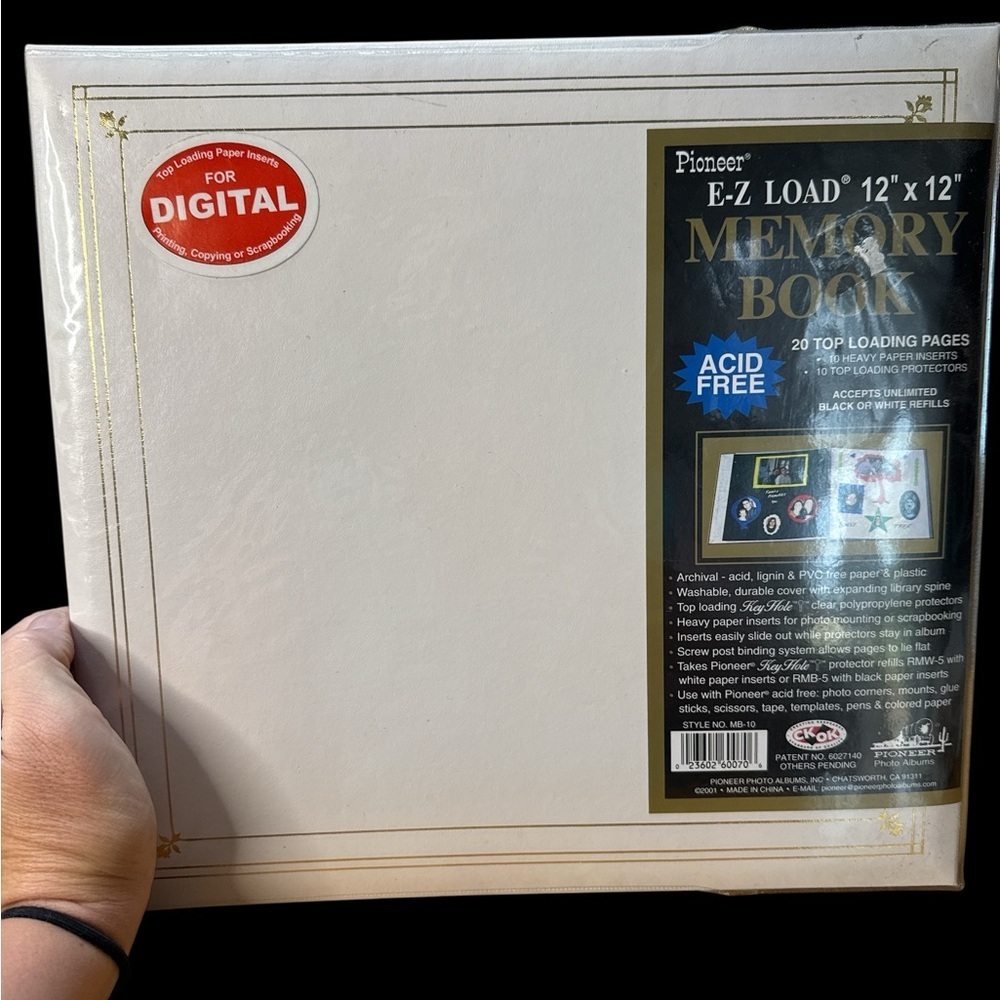 Top Loading Paper Inserts
FOR
DIGITAL
Printing, Copying or Scrapbooking
Pioneer®
E-Z LOAD® 12" x 12"
MEMORY
BOOK
ACID
FREE
20 TOP LOADING PAGES
• 10 HEAVY PAPER INSERTS
• 10 TOP LOADING PROTECTORS
ACCEPTS UNLIMITED
BLACK OR WHITE REFILLS
• Archival - acid, lignin & PVC free paper & plastic
• Washable, durable cover with expanding library spine
• Top loading KeyHole clear polypropylene protectors
• Heavy paper inserts for photo mounting or scrapbooking
• Inserts easily slide out while protectors stay in album
• Screw post binding system allows pages to lie flat
• Takes Pioneer® KeyHole protector refills RMW-5 with
white paper inserts or RMB-5 with black paper inserts
• Use with Pioneer® acid free: photo corners, mounts, glue
sticks, scissors, tape, templates, pens & colored paper
STYLE NO. MB-10
0 23602 60070 6
CK OK
PATENT NO. 6027140
OTHERS PENDING
PIONEER
Photo Albums
PIONEER PHOTO ALBUMS, INC • CHATSWORTH, CA 91311
©2001 • MADE IN CHINA • E-MAIL: pioneer@pioneerphotoalbums.com